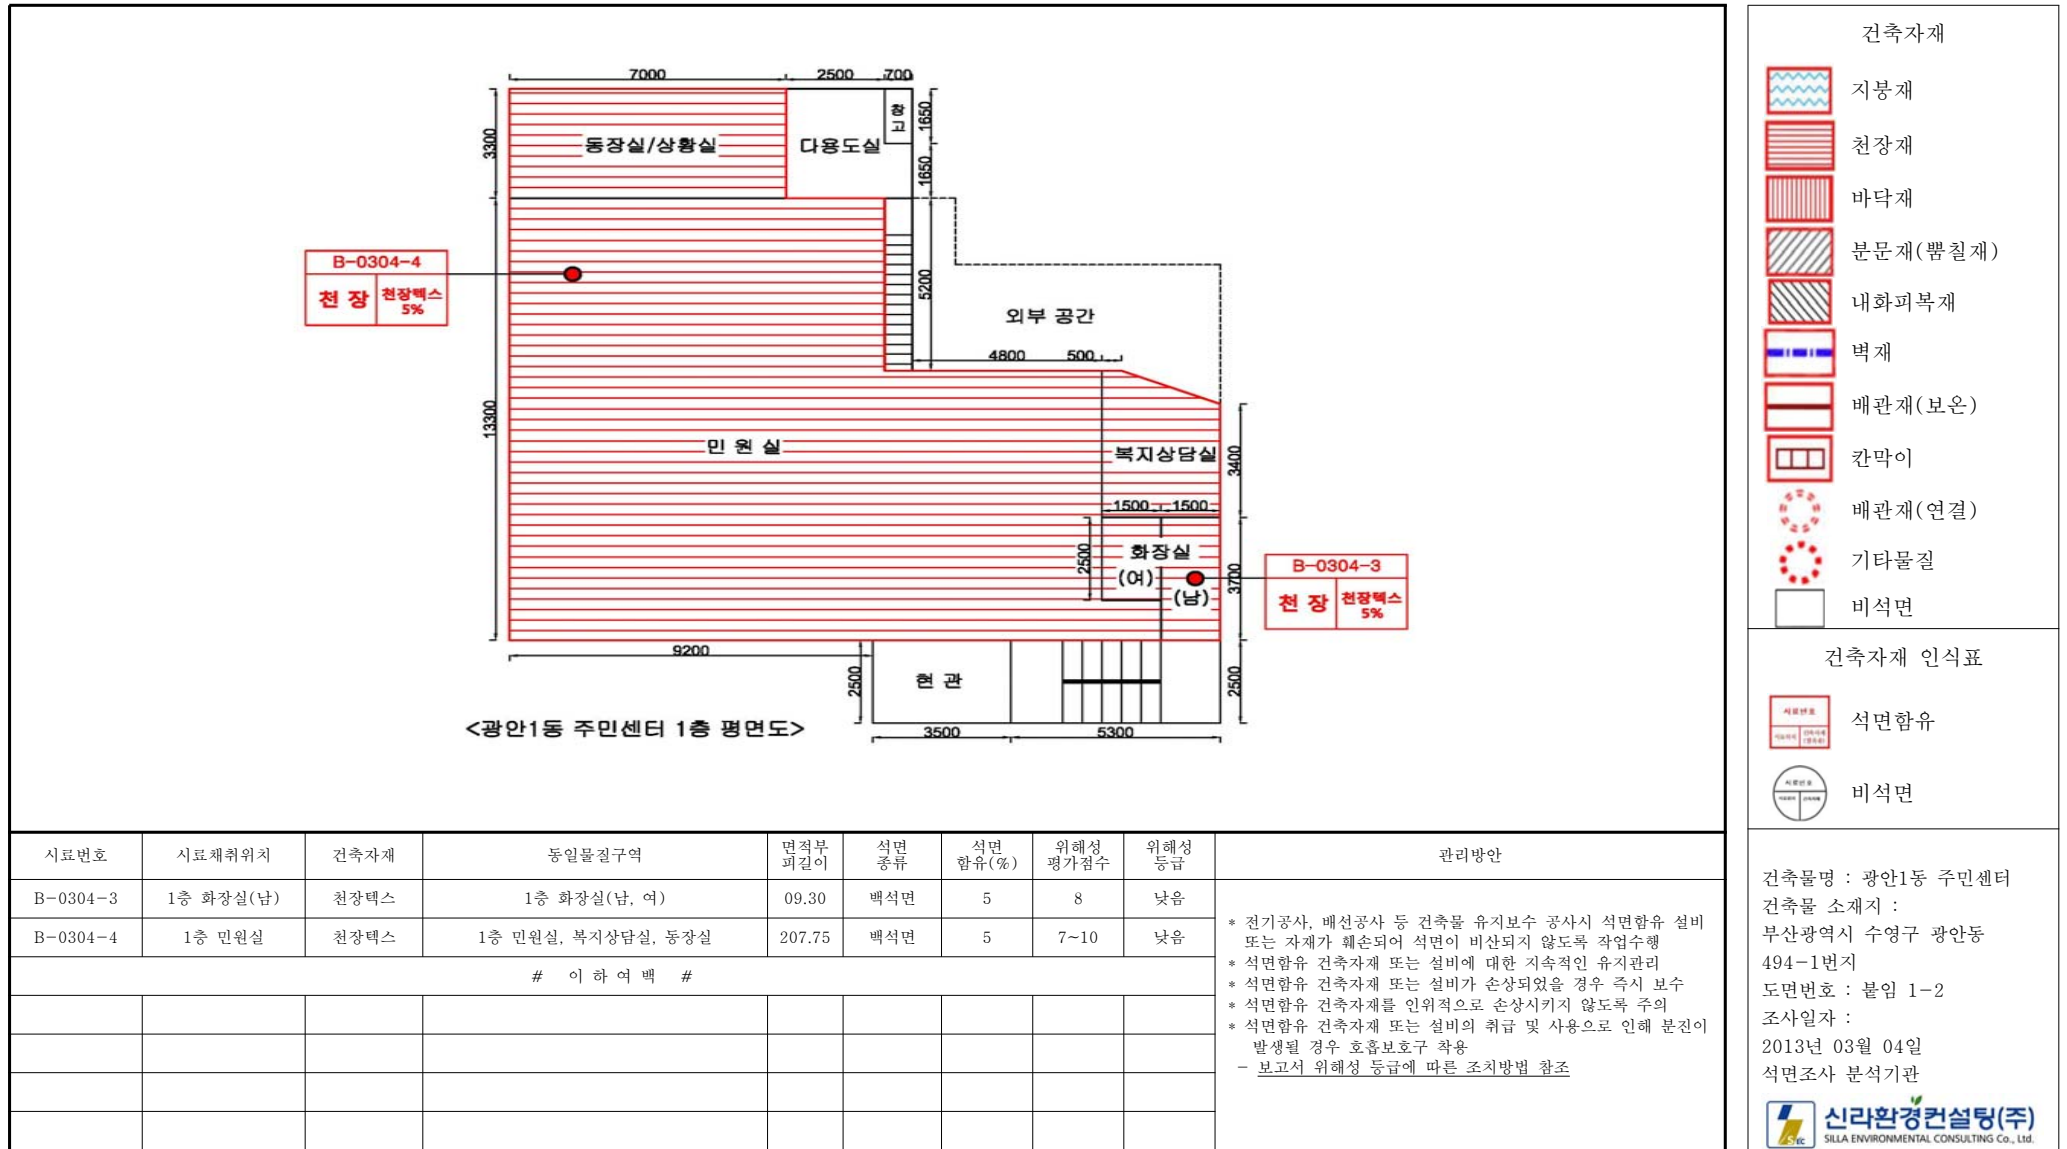 7000
2500
700
3300
동장실/상황실
다용도실
창
고
1650
1650
B-0304-4
천 장
천장텍스
5%
5200
외부 공간
4800
500
13300
민 원 실
복지상담실
3400
1500
1500
2500
화장실
(여)
(남)
3700
B-0304-3
천 장
천장텍스
5%
9200
2500
현 관
2500
<광안1동 주민센터 1층 평면도>
3500
5300
시료번호
시료채취위치
건축자재
동일물질구역
면적부
피길이
석면
종류
석면
함유(%)
위해성
평가점수
위해성
등급
관리방안
B-0304-3
1층 화장실(남)
천장텍스
1층 화장실(남, 여)
09.30
백석면
5
8
낮음
B-0304-4
1층 민원실
천장텍스
1층 민원실, 복지상담실, 동장실
207.75
백석면
5
7~10
낮음
# 이 하 여 백 #
* 전기공사, 배선공사 등 건축물 유지보수 공사시 석면함유 설비
또는 자재가 훼손되어 석면이 비산되지 않도록 작업수행
* 석면함유 건축자재 또는 설비에 대한 지속적인 유지관리
* 석면함유 건축자재 또는 설비가 손상되었을 경우 즉시 보수
* 석면함유 건축자재를 인위적으로 손상시키지 않도록 주의
* 석면함유 건축자재 또는 설비의 취급 및 사용으로 인해 분진이
발생될 경우 호흡보호구 착용
- 보고서 위해성 등급에 따른 조치방법 참조
건축자재
지붕재
천장재
바닥재
분문재(뿜칠재)
내화피복재
벽재
배관재(보온)
칸막이
배관재(연결)
기타물질
비석면
건축자재 인식표
시료번호
석면함유
시료번호
비석면
건축물명 : 광안1동 주민센터
건축물 소재지 :
부산광역시 수영구 광안동
494-1번지
도면번호 : 붙임 1-2
조사일자 :
2013년 03월 04일
석면조사 분석기관
신라환경컨설팅(주)
SILLA ENVIRONMENTAL CONSULTING Co., Ltd.